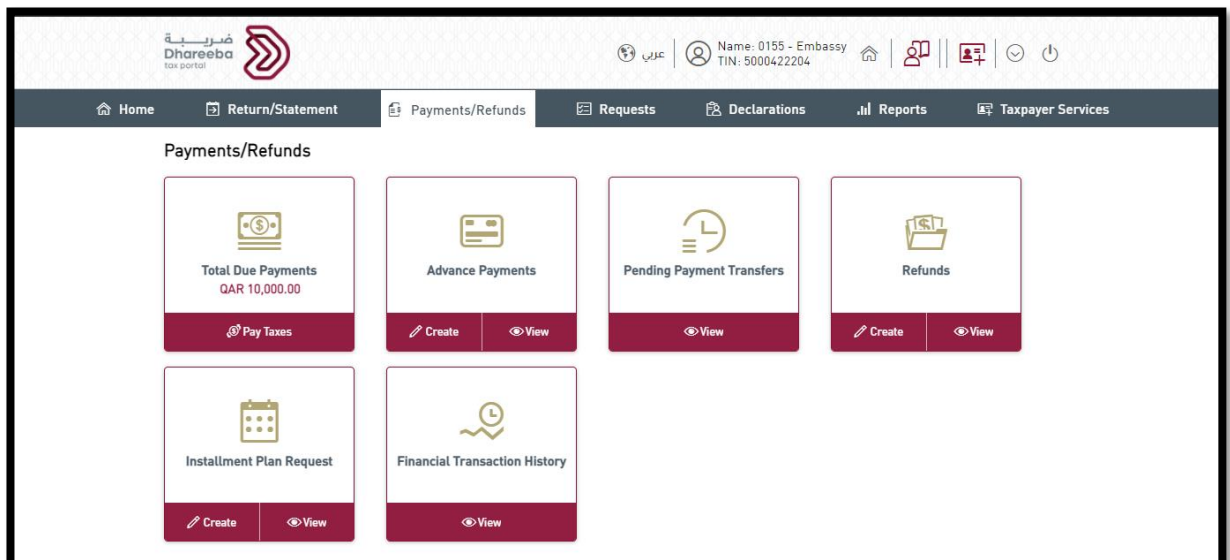 ضريبة
Dhareeba
tax portal
عربي
Name: 0155 - Embassy
TIN: 5000422204
Home
Return/Statement
Payments/Refunds
Requests
Declarations
Reports
Taxpayer Services
Payments/Refunds
Total Due Payments
QAR 10,000.00
Pay Taxes
Advance Payments
Create
View
Pending Payment Transfers
View
Refunds
Create
View
Installment Plan Request
Create
View
Financial Transaction History
View